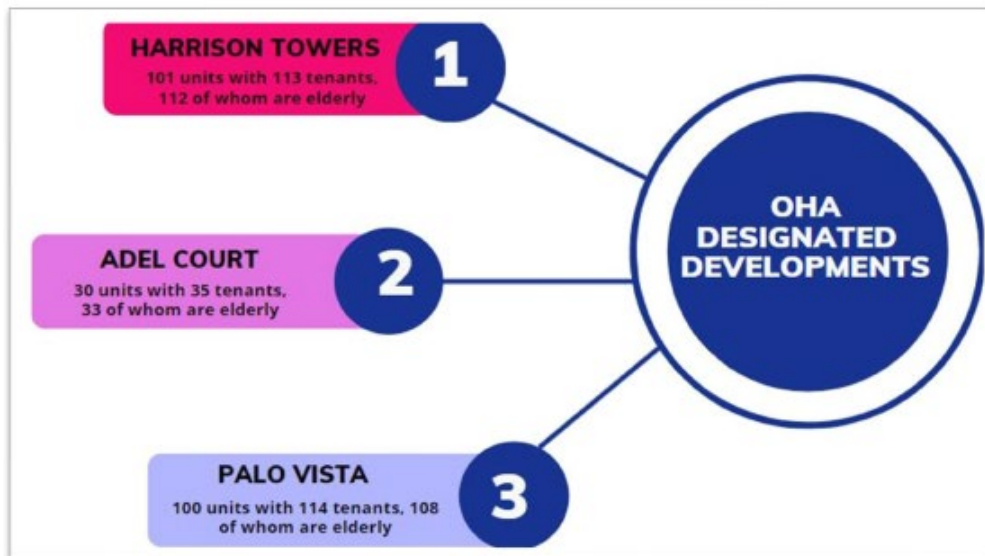 HARRISON TOWERS
101 units with 113 tenants,
112 of whom are elderly
1
ADEL COURT
30 units with 35 tenants,
33 of whom are elderly
2
PALO VISTA
100 units with 114 tenants, 108
of whom are elderly
3
OHA
DESIGNATED
DEVELOPMENTS